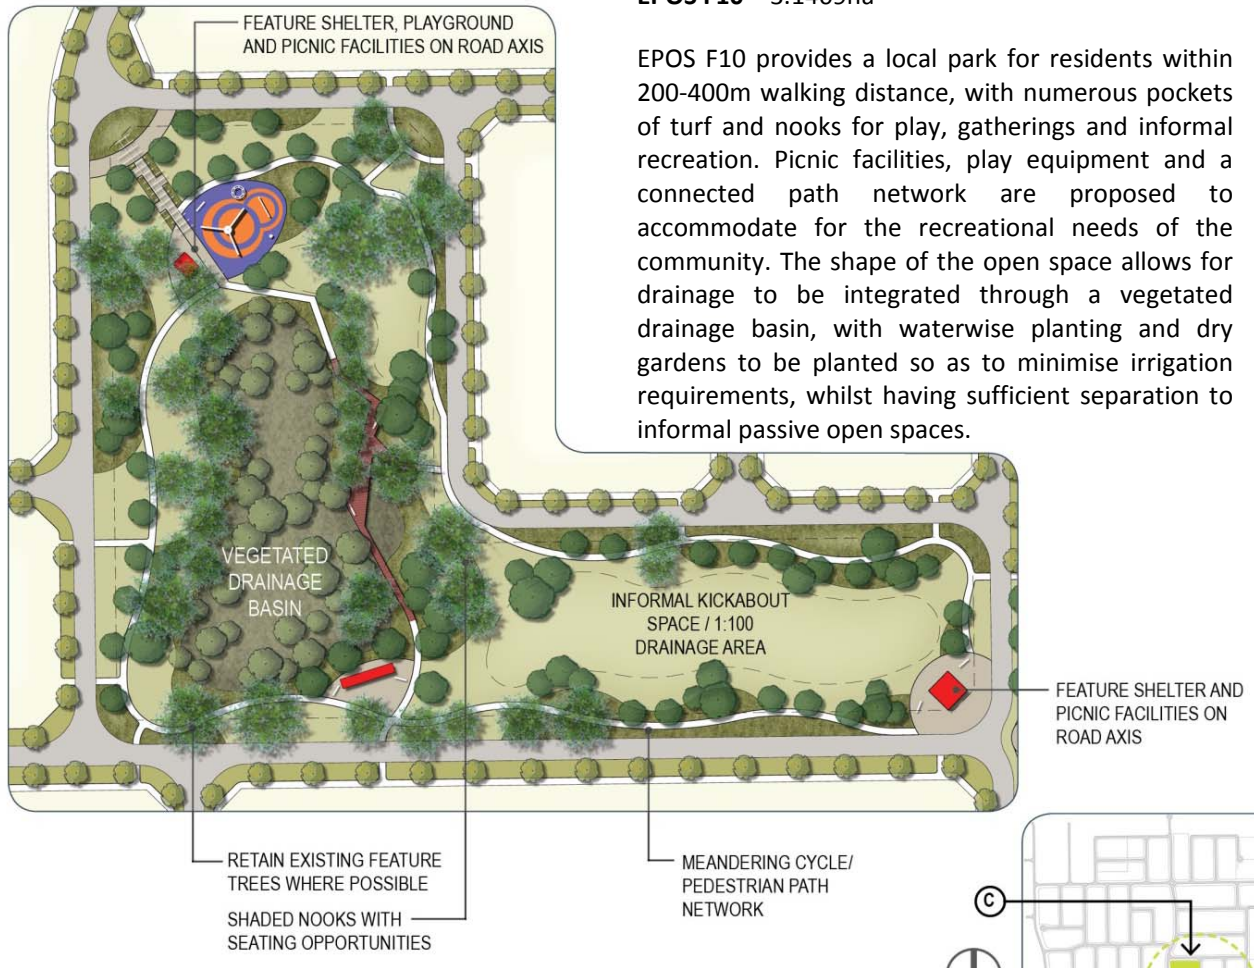 EPOS F10 – 3.1469ha
EPOS F10 provides a local park for residents within
200-400m walking distance, with numerous pockets
of turf and nooks for play, gatherings and informal
recreation. Picnic facilities, play equipment and a
connected path network are proposed to
accommodate for the recreational needs of the
community. The shape of the open space allows for
drainage to be integrated through a vegetated
drainage basin, with waterwise planting and dry
gardens to be planted so as to minimise irrigation
requirements, whilst having sufficient separation to
informal passive open spaces.
FEATURE SHELTER, PLAYGROUND
AND PICNIC FACILITIES ON ROAD AXIS
VEGETATED
DRAINAGE
BASIN
INFORMAL KICKABOUT
SPACE / 1:100
DRAINAGE AREA
FEATURE SHELTER AND
PICNIC FACILITIES ON
ROAD AXIS
RETAIN EXISTING FEATURE
TREES WHERE POSSIBLE
SHADED NOOKS WITH
SEATING OPPORTUNITIES
MEANDERING CYCLE/
PEDESTRIAN PATH
NETWORK
C